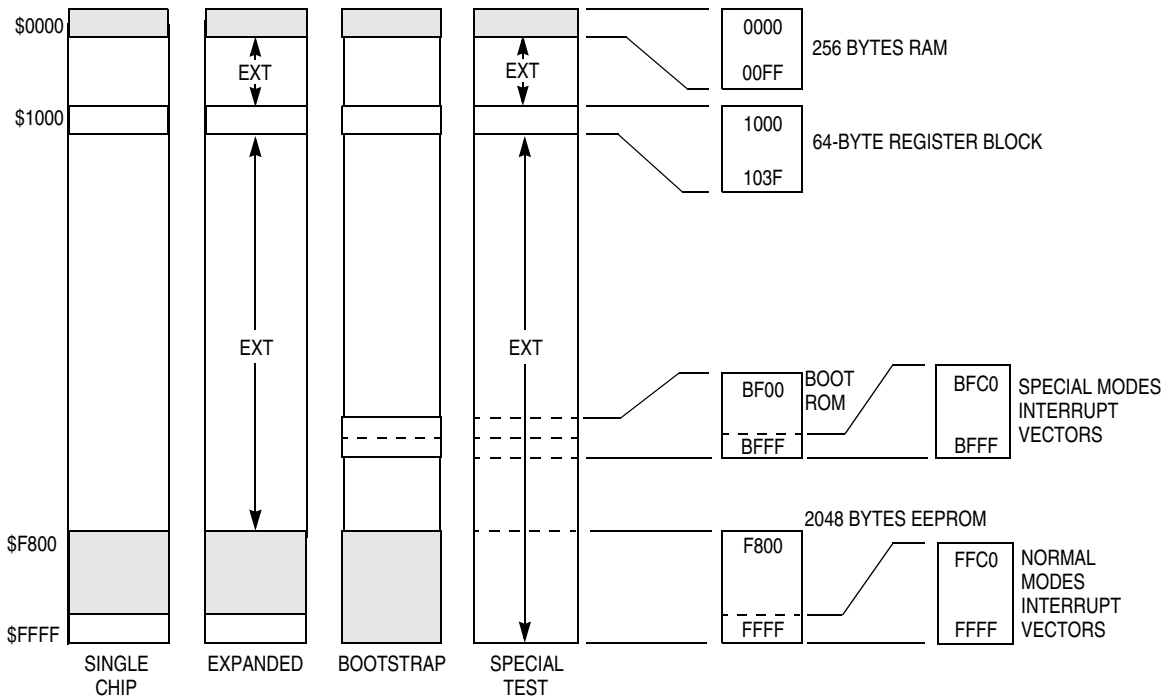 $0000
EXT
EXT
0000
00FF
256 BYTES RAM
$1000
1000
103F
64-BYTE REGISTER BLOCK
EXT
EXT
BF00
BFFF
BOOT
ROM
BFC0
BFFF
SPECIAL MODES
INTERRUPT
VECTORS
2048 BYTES EEPROM
$F800
F800
FFFF
FFC0
FFFF
NORMAL
MODES
INTERRUPT
VECTORS
$FFFF
SINGLE
CHIP
EXPANDED
BOOTSTRAP
SPECIAL
TEST